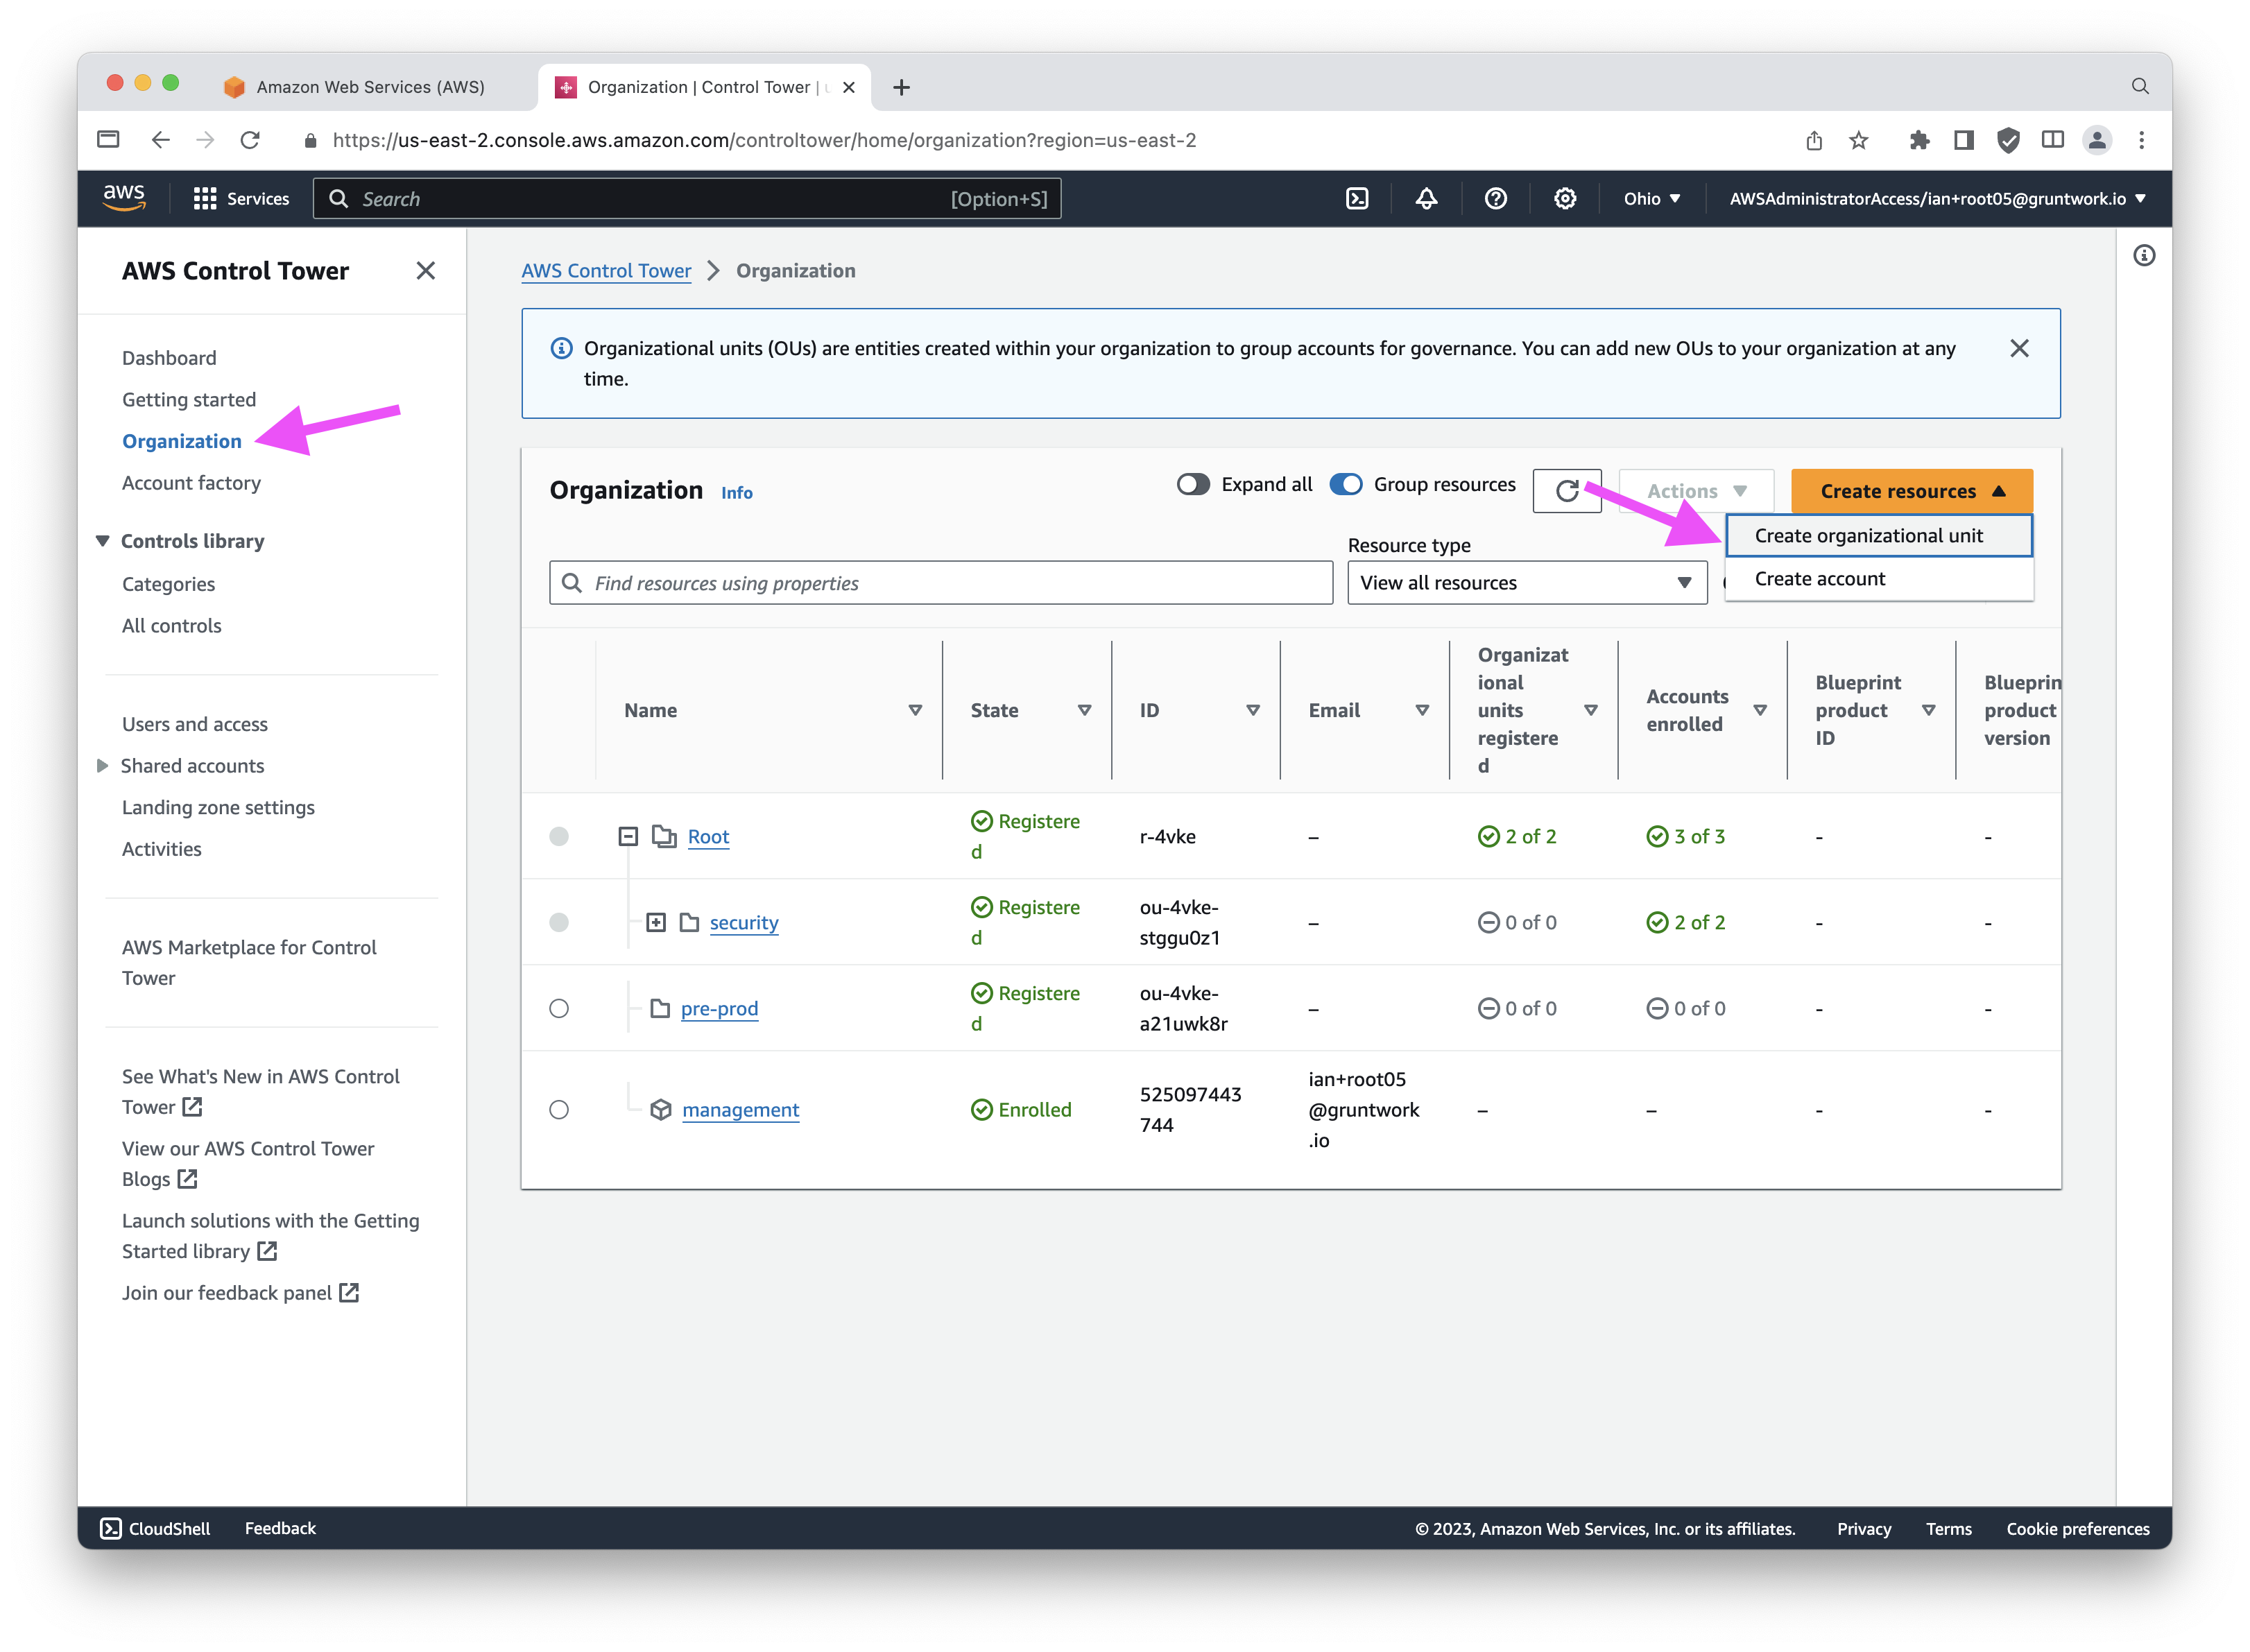 Amazon Web Services (AWS)
Organization | Control Tower |
https://us-east-2.console.aws.amazon.com/controltower/home/organization?region=us-east-2
aws
Services
Search
[Option+S]
Ohio
AWSAdministratorAccess/ian+root05@gruntwork.io
AWS Control Tower
Dashboard
Getting started
Organization
Account factory
Controls library
Categories
All controls
Users and access
Shared accounts
Landing zone settings
Activities
AWS Marketplace for Control
Tower
See What's New in AWS Control
Tower
View our AWS Control Tower
Blogs
Launch solutions with the Getting
Started library
Join our feedback panel
AWS Control Tower
Organization
Organizational units (OUs) are entities created within your organization to group accounts for governance. You can add new OUs to your organization at any
time.
Organization Info
Expand all
Group resources
Actions
Create resources
Create organizational unit
Create account
Find resources using properties
Resource type
View all resources
Name
State
ID
Email
Organizat
ional
units
registere
d
Accounts
enrolled
Blueprint
product
ID
Blueprin
product
version
Root
Registere
d
r-4vke
–
2 of 2
3 of 3
-
-
security
Registere
d
ou-4vke-
stggu0z1
–
0 of 0
2 of 2
-
-
pre-prod
Registere
d
ou-4vke-
a21uwk8r
–
0 of 0
0 of 0
-
-
management
Enrolled
525097443
744
ian+root05
@gruntwork
.io
–
–
-
-
CloudShell
Feedback
© 2023, Amazon Web Services, Inc. or its affiliates.
Privacy
Terms
Cookie preferences